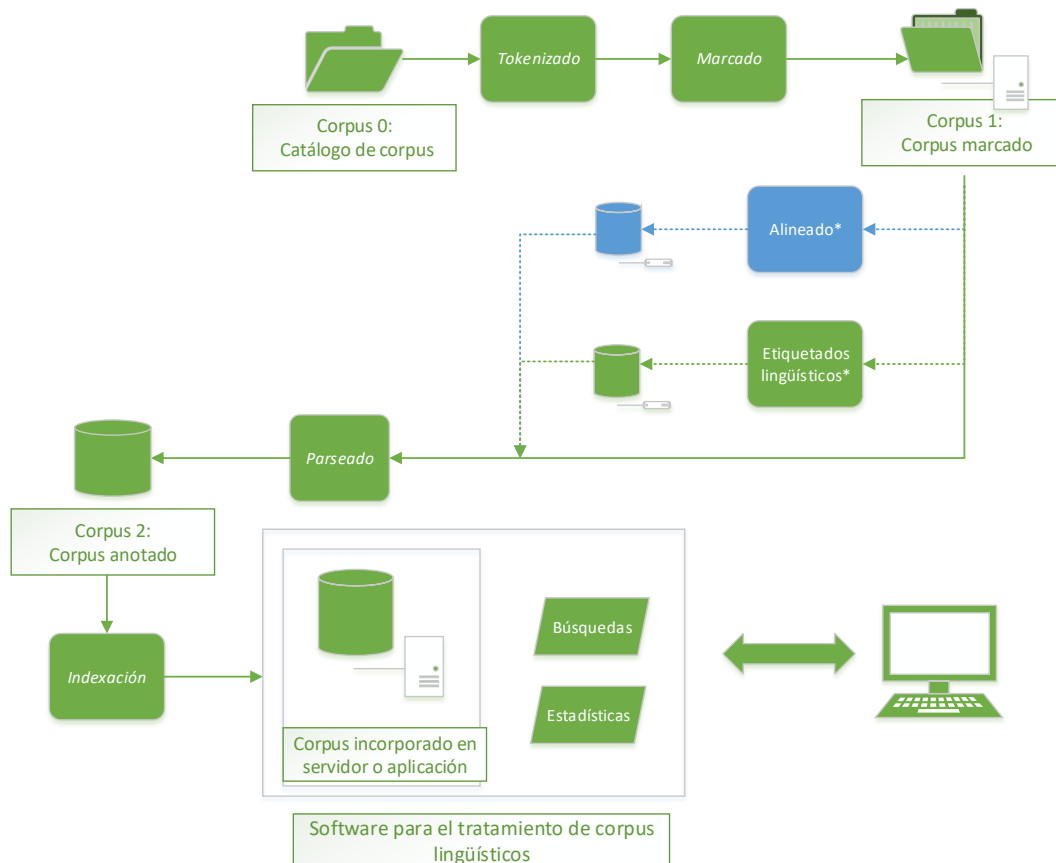 Tokenizado
Marcado
Corpus 0:
Catálogo de corpus
Corpus 1:
Corpus marcado
Alineado*
Etiquetados
lingüísticos*
Parseado
Corpus 2:
Corpus anotado
Búsquedas
Indexación
Estadísticas
Corpus incorporado en
servidor o aplicación
Software para el tratamiento de corpus
lingüísticos